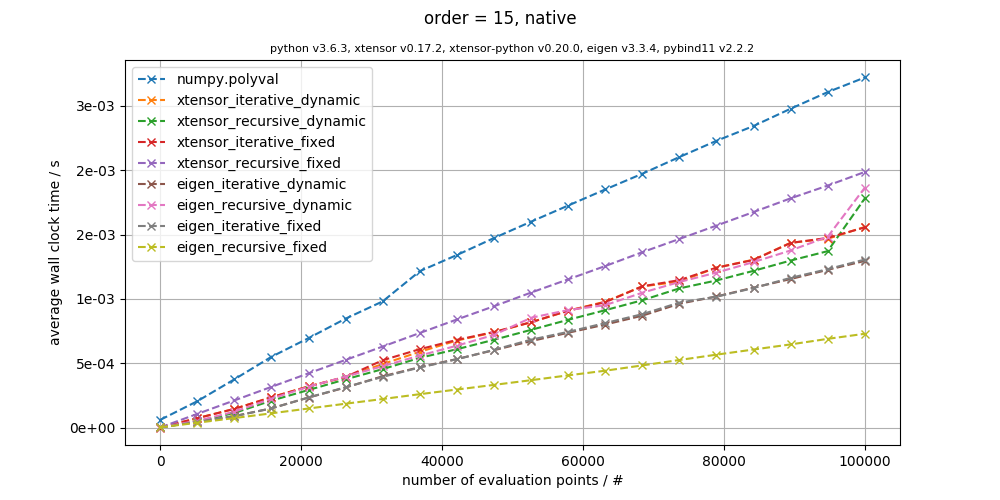 order = 15, native
python v3.6.3, xtensor v0.17.2, xtensor-python v0.20.0, eigen v3.3.4, pybind11 v2.2.2
numpy.polyval
xtensor_iterative_dynamic
xtensor_recursive_dynamic
xtensor_iterative_fixed
xtensor_recursive_fixed
eigen_iterative_dynamic
eigen_recursive_dynamic
eigen_iterative_fixed
eigen_recursive_fixed
average wall clock time / s
3e-03
2e-03
2e-03
1e-03
5e-04
0e+00
0 20000 40000 60000 80000 100000
number of evaluation points / #